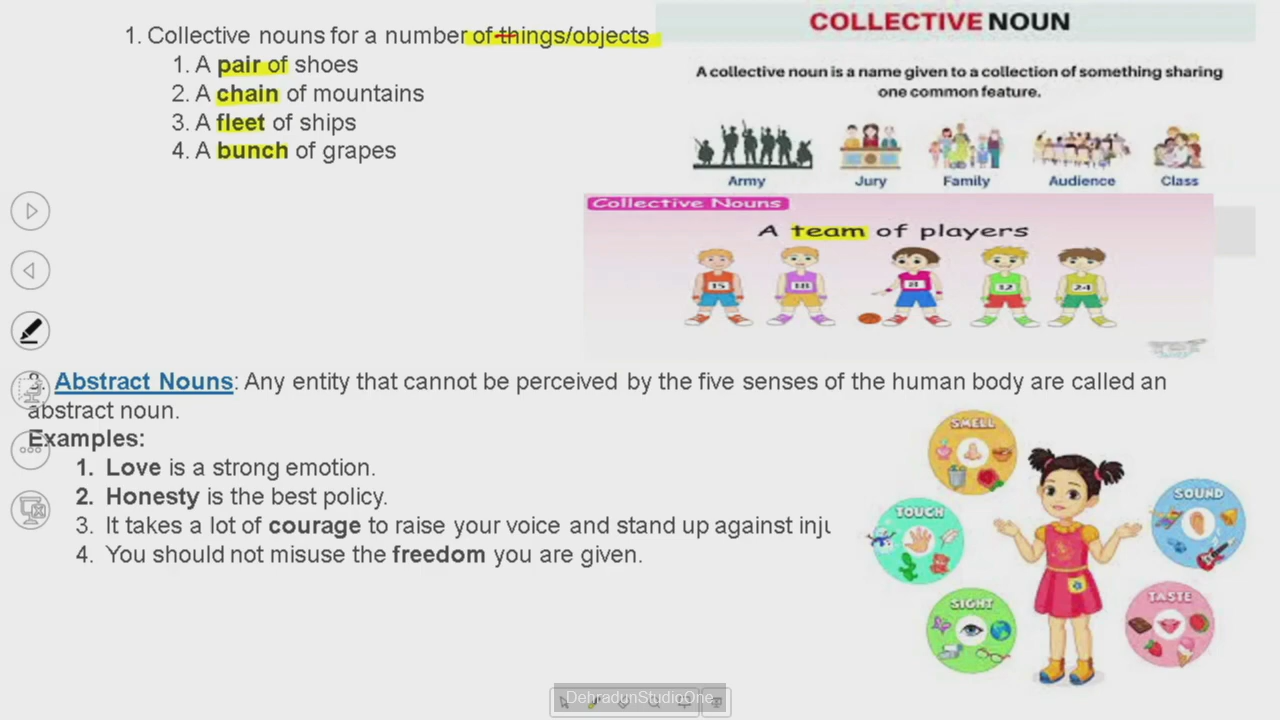 1. Collective nouns for a number of things/objects
1. A pair of shoes
2. A chain of mountains
3. A fleet of ships
4. A bunch of grapes
COLLECTIVE NOUN
A collective noun is a name given to a collection of something sharing
one common feature.
Army Jury Family Audience Class
Collective Nouns
A team of players
15 18 8 12 24
Abstract Nouns: Any entity that cannot be perceived by the five senses of the human body are called an
abstract noun.
Examples:
1. Love is a strong emotion.
2. Honesty is the best policy.
3. It takes a lot of courage to raise your voice and stand up against inju
4. You should not misuse the freedom you are given.
SMELL
SOUND
TOUCH
SIGHT
TASTE
DehradunStudioOne